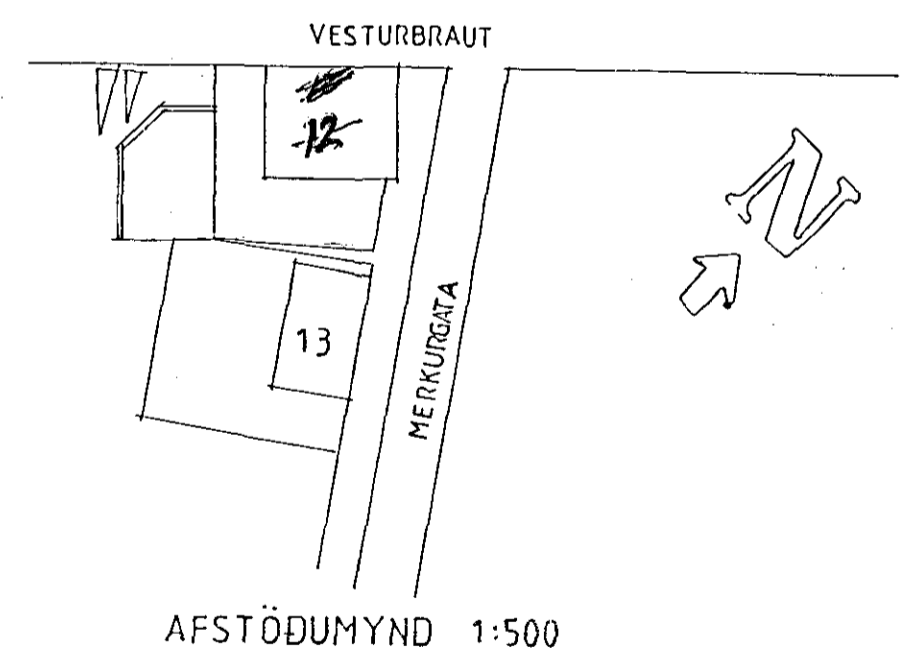 VESTURBRAUT
12
N
13
MERKURGATA
AFSTÖÐUMYND 1:500